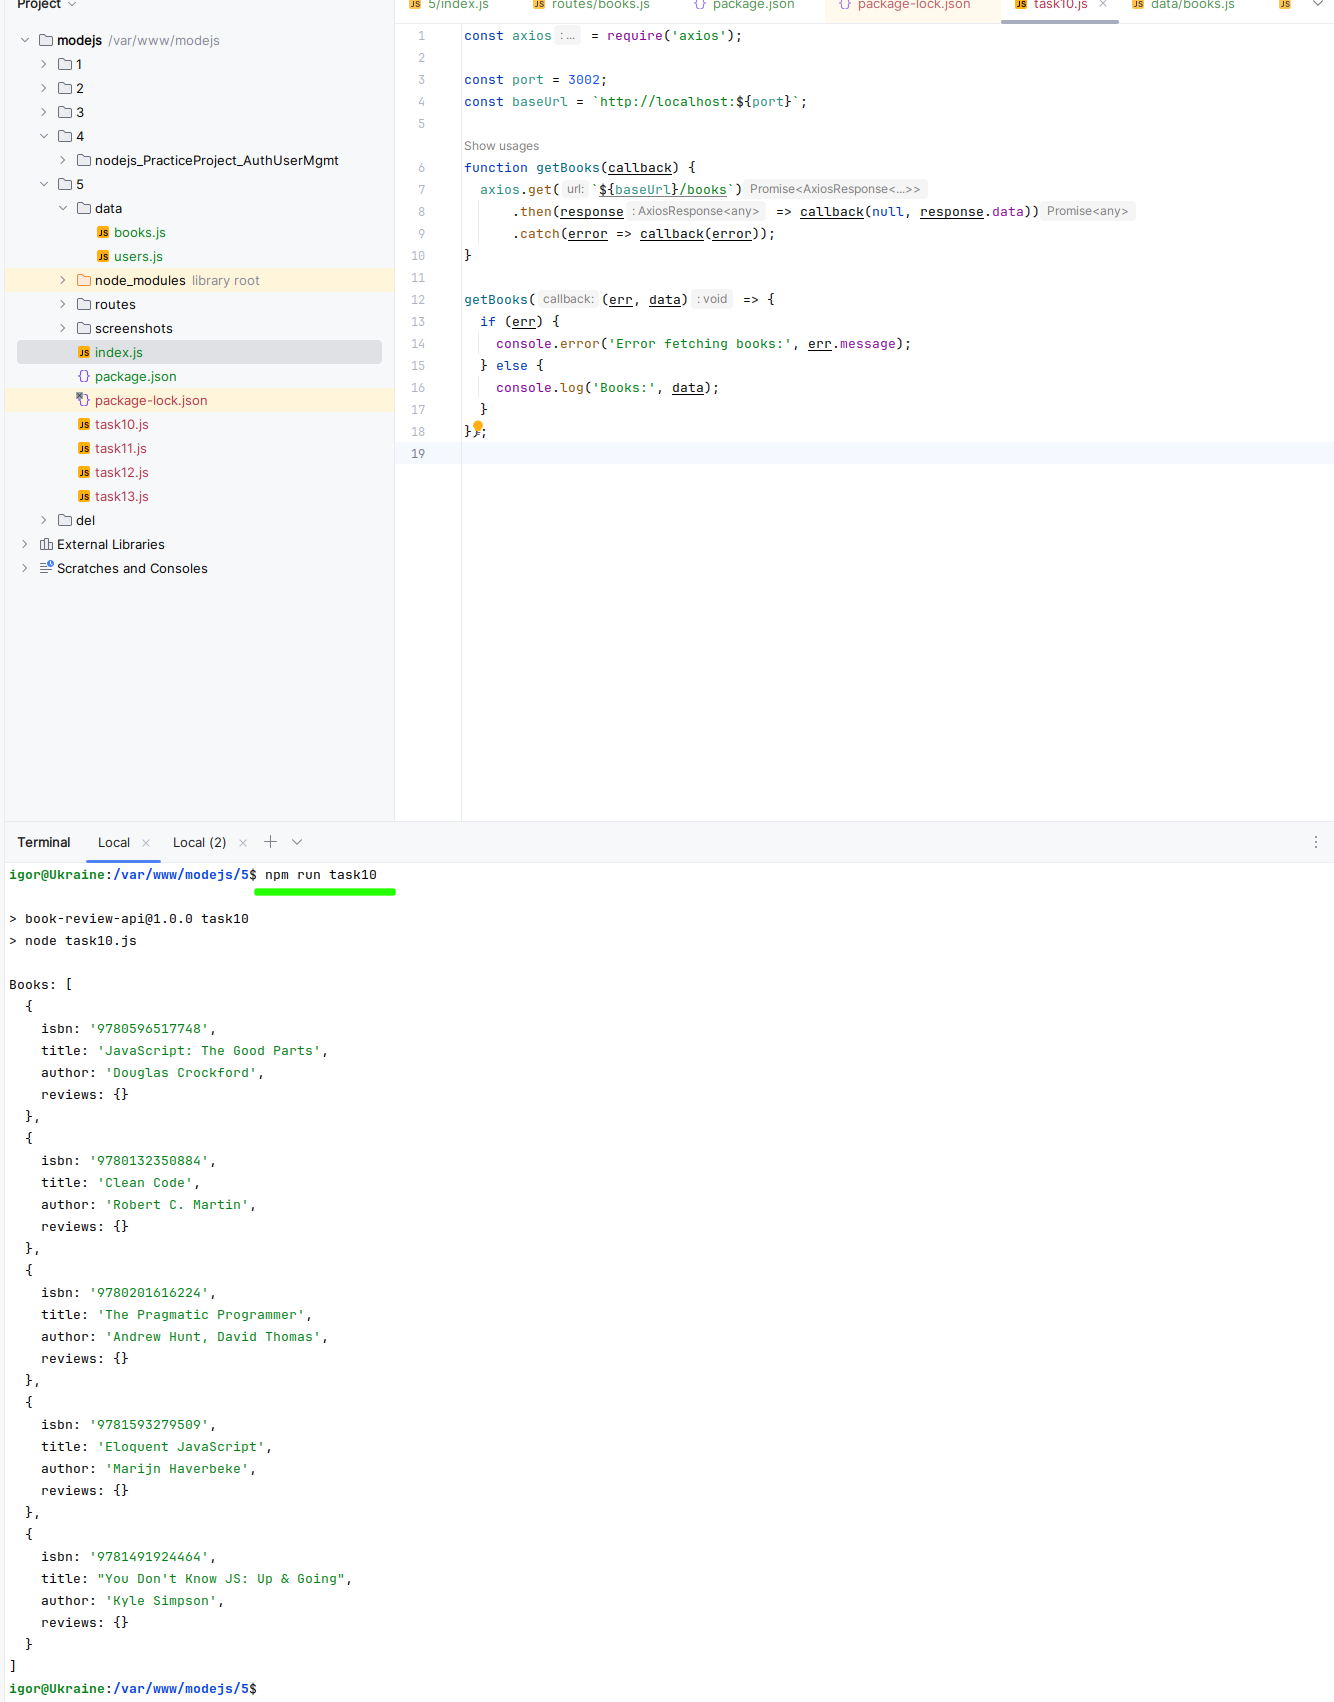 Project
5/index.js routes/books.js package.json package-lock.json task10.js data/books.js
modejs /var/www/modejs
1
2
3
4
nodejs_PracticeProject_AuthUserMgmt
5
data
books.js
users.js
node_modules library root
routes
screenshots
index.js
package.json
package-lock.json
task10.js
task11.js
task12.js
task13.js
del
External Libraries
Scratches and Consoles
1 const axios : ... = require('axios');
2
3 const port = 3002;
4 const baseUrl = `http://localhost:${port}`;
5
Show usages
6 function getBooks(callback) {
7 axios.get( url: `${baseUrl}/books`) Promise<AxiosResponse<...>>
8 .then(response : AxiosResponse<any> => callback(null, response.data)) Promise<any>
9 .catch(error => callback(error));
10 }
11
12 getBooks( callback: (err, data) : void => {
13 if (err) {
14 console.error('Error fetching books:', err.message);
15 } else {
16 console.log('Books:', data);
17 }
18 });
19
Terminal Local Local (2)
igor@Ukraine:/var/www/modejs/5$ npm run task10
> book-review-api@1.0.0 task10
> node task10.js
Books: [
{
isbn: '9780596517748',
title: 'JavaScript: The Good Parts',
author: 'Douglas Crockford',
reviews: {}
},
{
isbn: '9780132350884',
title: 'Clean Code',
author: 'Robert C. Martin',
reviews: {}
},
{
isbn: '9780201616224',
title: 'The Pragmatic Programmer',
author: 'Andrew Hunt, David Thomas',
reviews: {}
},
{
isbn: '9781593279509',
title: 'Eloquent JavaScript',
author: 'Marijn Haverbeke',
reviews: {}
},
{
isbn: '9781491924464',
title: "You Don't Know JS: Up & Going",
author: 'Kyle Simpson',
reviews: {}
}
]
igor@Ukraine:/var/www/modejs/5$